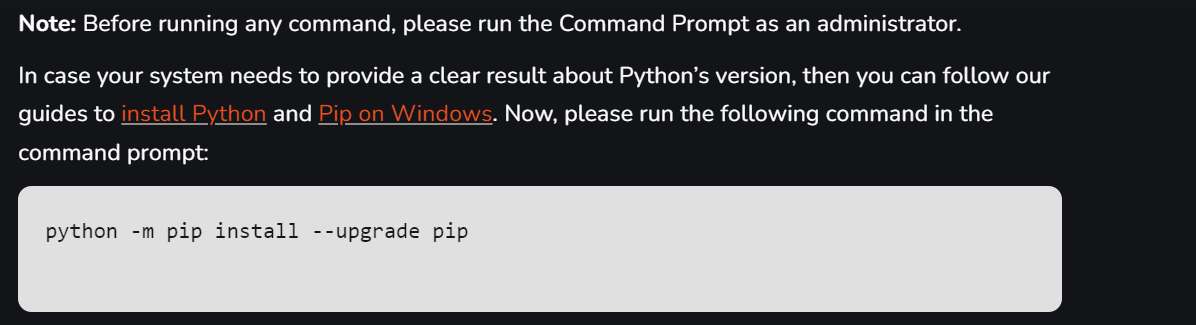 Note: Before running any command, please run the Command Prompt as an administrator.
In case your system needs to provide a clear result about Python’s version, then you can follow our
guides to install Python and Pip on Windows. Now, please run the following command in the
command prompt:
python -m pip install --upgrade pip